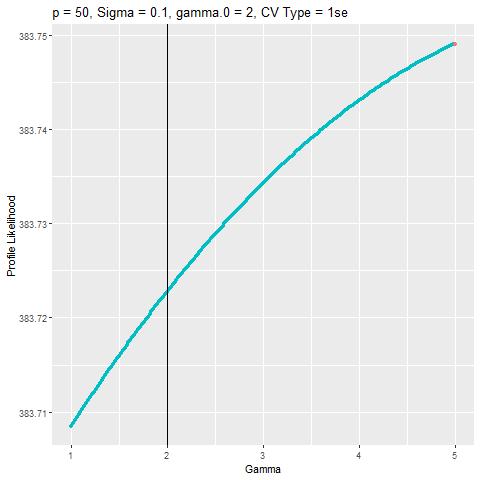 p = 50, Sigma = 0.1, gamma.0 = 2, CV Type = 1se
383.75
383.74
383.73
383.72
383.71
Profile Likelihood
1 2 3 4 5
Gamma